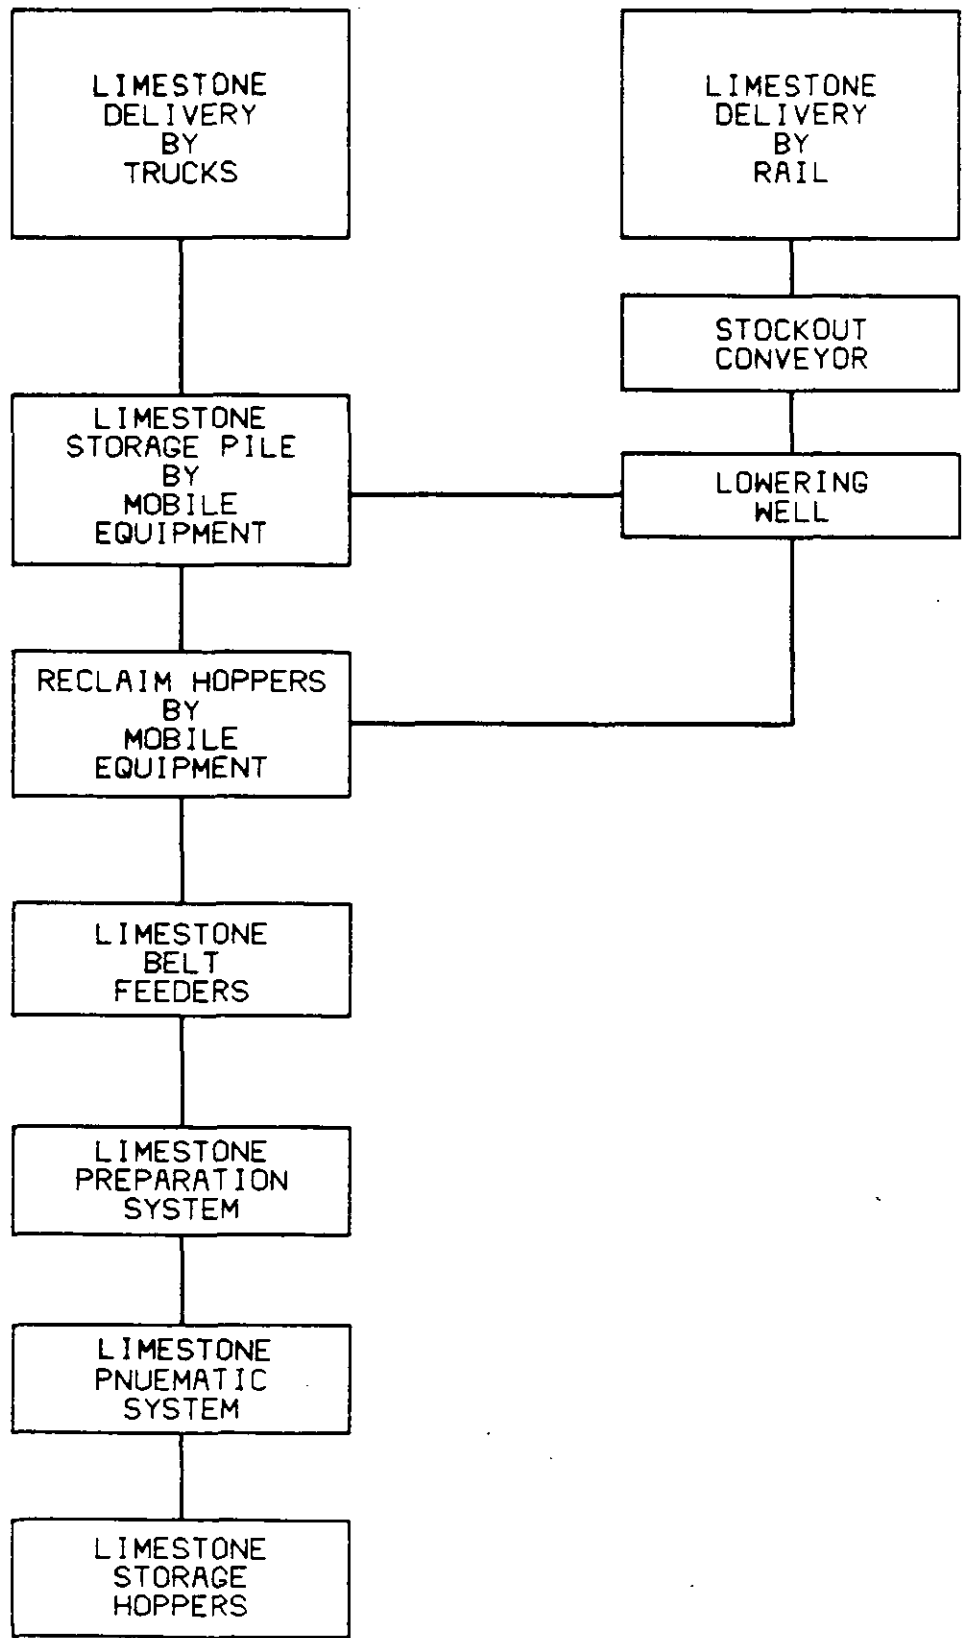 LIMESTONE
DELIVERY
BY
TRUCKS
LIMESTONE
DELIVERY
BY
RAIL
STOCKOUT
CONVEYOR
LIMESTONE
STORAGE PILE
BY
MOBILE
EQUIPMENT
LOWERING
WELL
RECLAIM HOPPERS
BY
MOBILE
EQUIPMENT
LIMESTONE
BELT
FEEDERS
LIMESTONE
PREPARATION
SYSTEM
LIMESTONE
PNUEMATIC
SYSTEM
LIMESTONE
STORAGE
HOPPERS